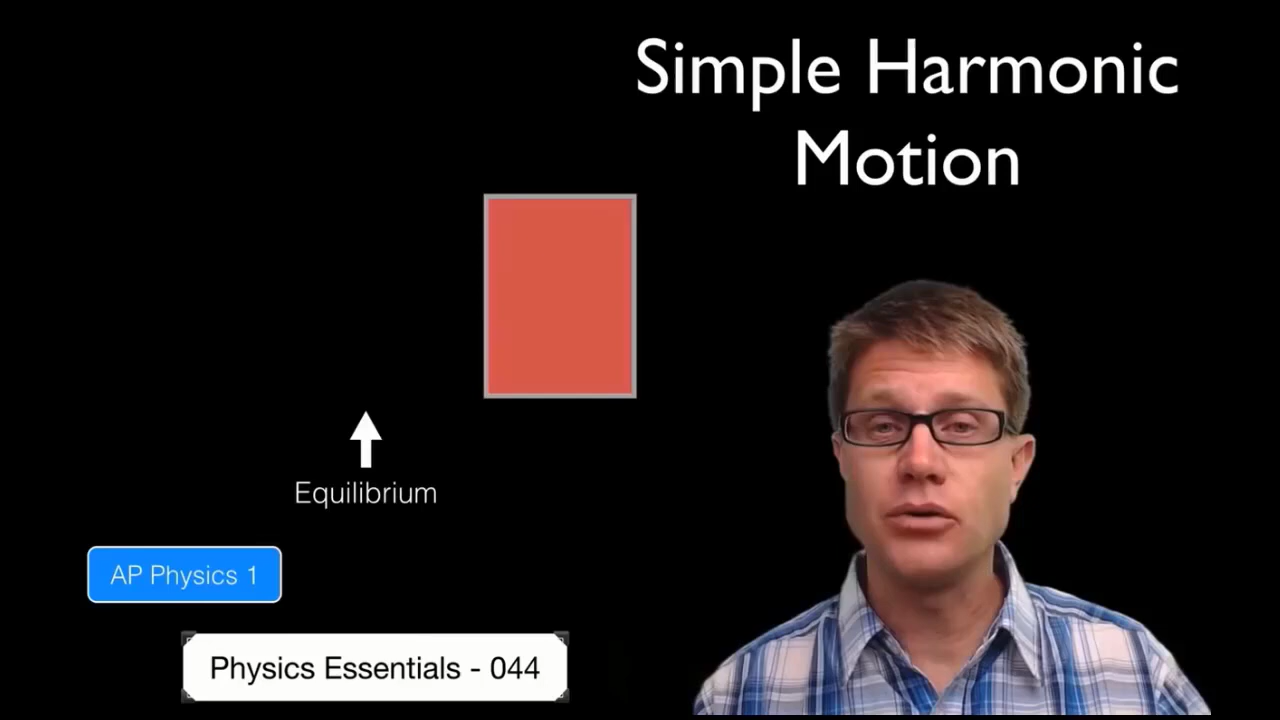 Simple Harmonic
Motion
Equilibrium
AP Physics 1
Physics Essentials - 044